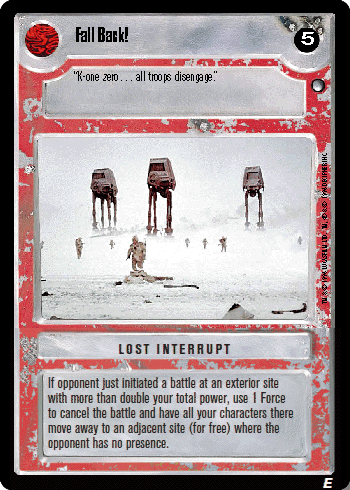 Fall Back!
5
"K-one zero . . . all troops disengage."
LOST INTERRUPT
If opponent just initiated a battle at an exterior site
with more than double your total power, use 1 Force
to cancel the battle and have all your characters there
move away to an adjacent site (for free) where the
opponent has no presence.
E